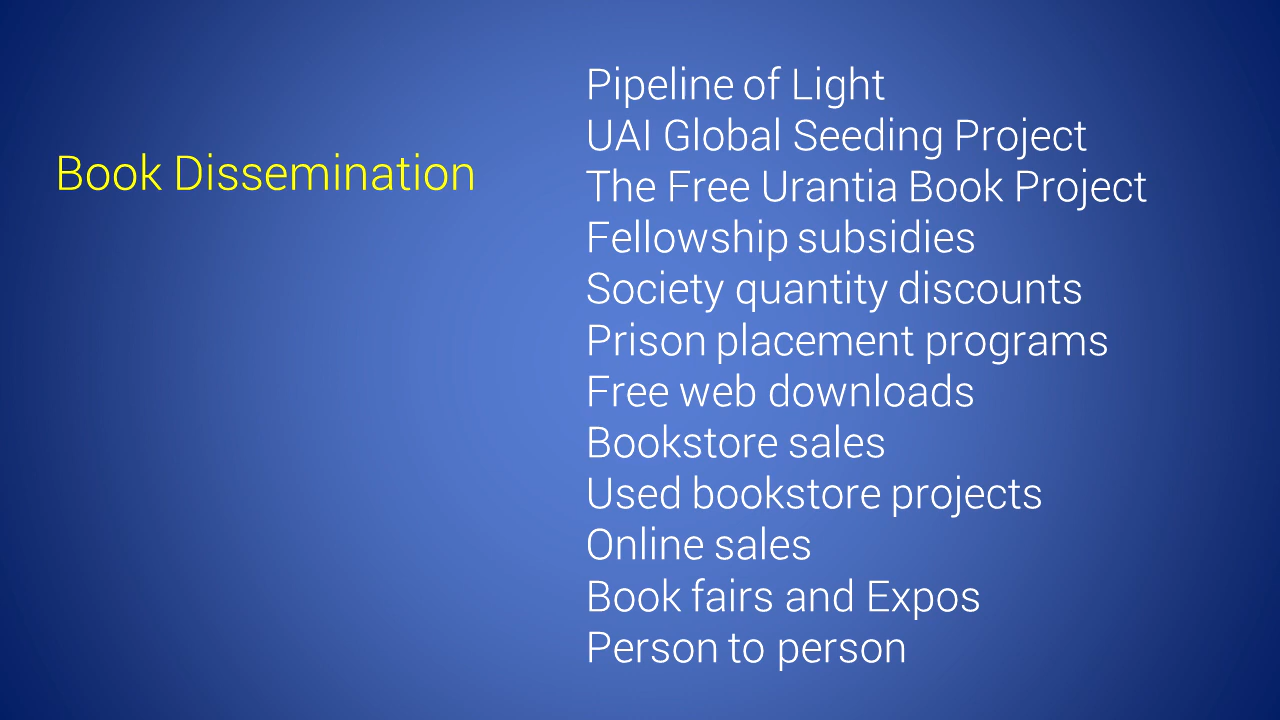 Book Dissemination
Pipeline of Light
UAI Global Seeding Project
The Free Urantia Book Project
Fellowship subsidies
Society quantity discounts
Prison placement programs
Free web downloads
Bookstore sales
Used bookstore projects
Online sales
Book fairs and Expos
Person to person